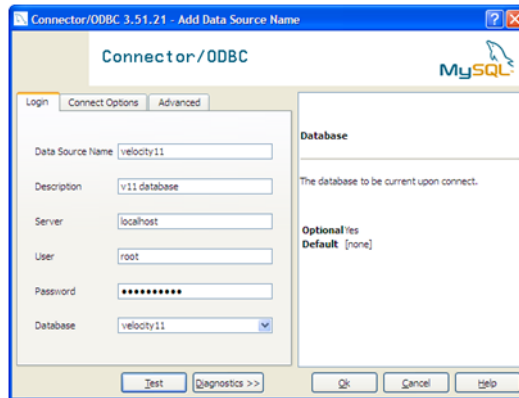 Connector/ODBC 3.51.21 - Add Data Source Name
Connector/ODBC
MySQL
Login Connect Options Advanced
Data Source Name velocity11
Description v11 database
Server localhost
User root
Password ••••••••••
Database velocity11
Database
The database to be current upon connect.
Optional Yes
Default [none]
Test Diagnostics >> Ok Cancel Help